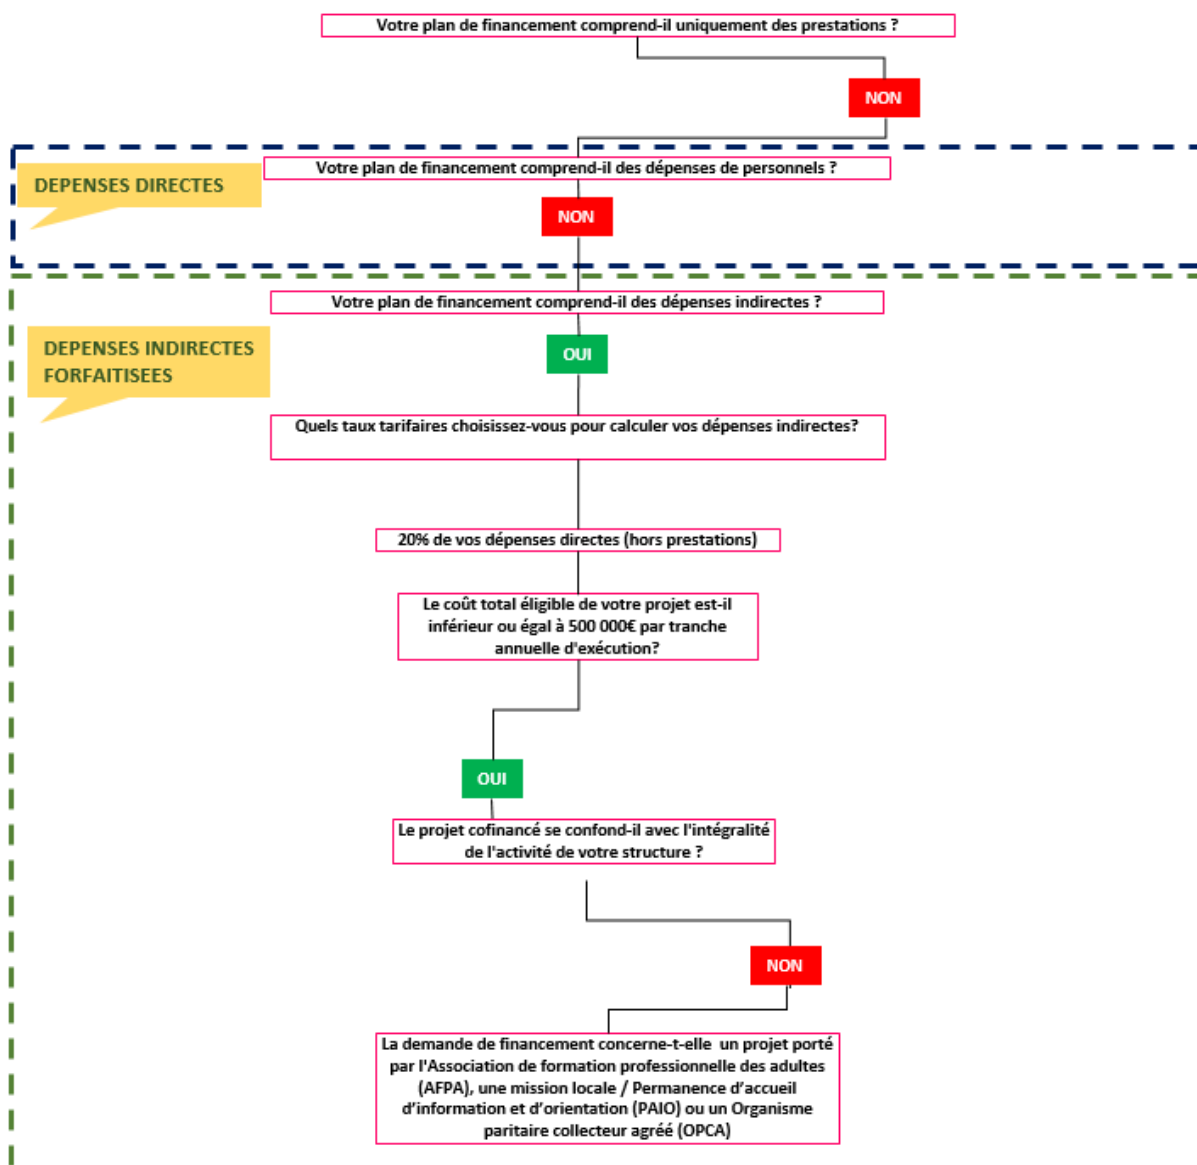 Votre plan de financement comprend-il uniquement des prestations ?
NON
Votre plan de financement comprend-il des dépenses de personnels ?
DEPENSES DIRECTES
NON
Votre plan de financement comprend-il des dépenses indirectes ?
DEPENSES INDIRECTES
FORFAITISEES
OUI
Quels taux tarifaires choisissez-vous pour calculer vos dépenses indirectes?
20% de vos dépenses directes (hors prestations)
Le coût total éligible de votre projet est-il
inférieur ou égal à 500 000€ par tranche
annuelle d'exécution?
OUI
Le projet cofinancé se confond-il avec l'intégralité
de l'activité de votre structure ?
NON
La demande de financement concerne-t-elle un projet porté
par l'Association de formation professionnelle des adultes
(AFPA), une mission locale / Permanence d’accueil
d’information et d’orientation (PAIO) ou un Organisme
paritaire collecteur agréé (OPCA)